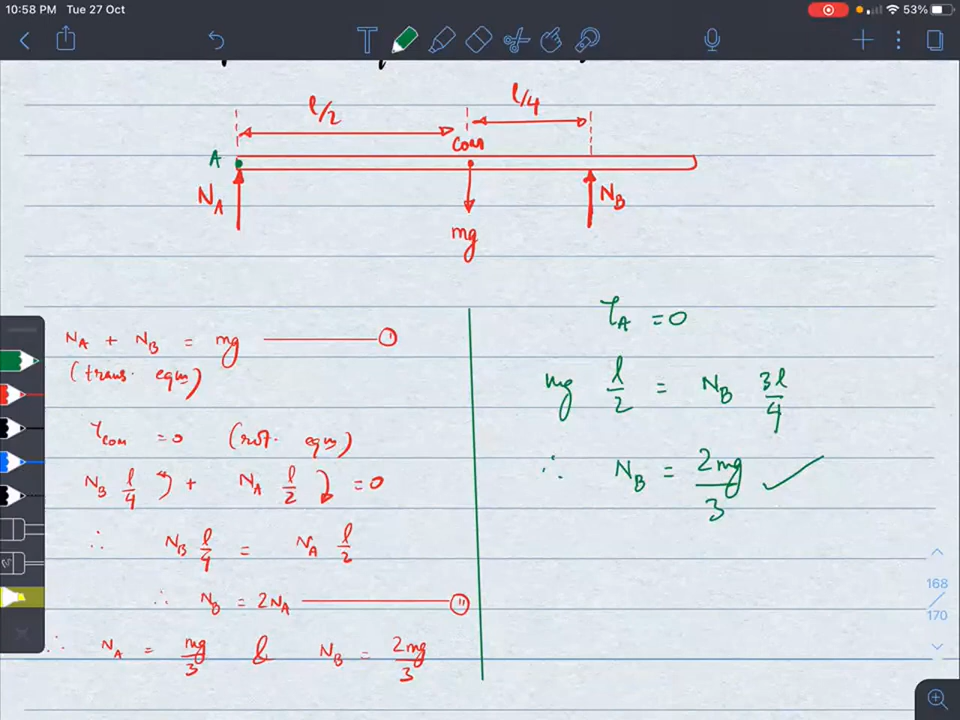 10:58 PM Tue 27 Oct
53%
l/2
l/4
com
A
N_A
N_B
mg
N_A + N_B = mg ——— (i)
(trans. eqm)
τ_com = 0 (rot. eqm)
N_B l/4 + N_A l/2 = 0
∴ N_B l/4 = N_A l/2
∴ N_B = 2N_A ——— (ii)
∴ N_A = mg/3 & N_B = 2mg/3
τ_A = 0
mg l/2 = N_B 3l/4
∴ N_B = 2mg/3 ✓
168
170